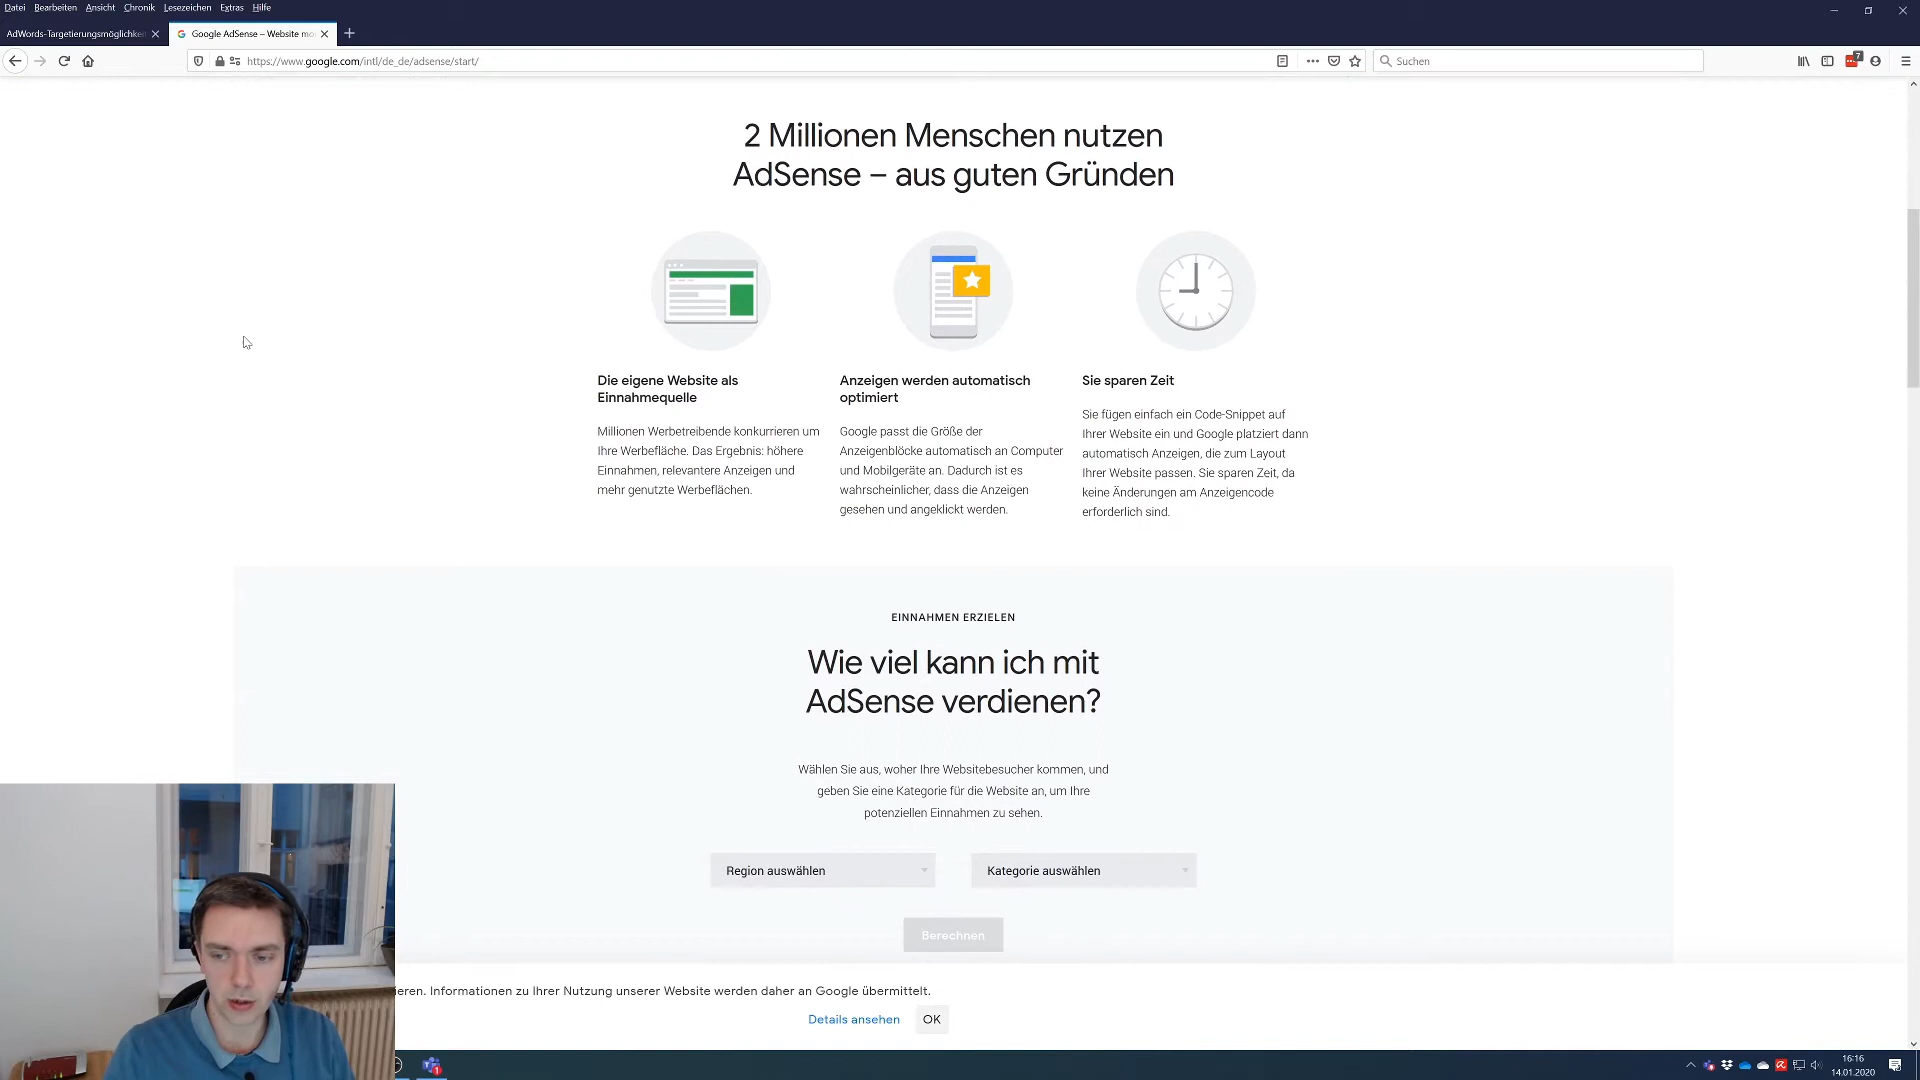 Datei Bearbeiten Ansicht Chronik Lesezeichen Extras Hilfe
AdWords-Targetierungsmöglichkei
Google AdSense – Website mo
https://www.google.com/intl/de_de/adsense/start/
Suchen
7
2 Millionen Menschen nutzen
AdSense – aus guten Gründen
Die eigene Website als
Einnahmequelle
Millionen Werbetreibende konkurrieren um
Ihre Werbefläche. Das Ergebnis: höhere
Einnahmen, relevantere Anzeigen und
mehr genutzte Werbeflächen.
Anzeigen werden automatisch
optimiert
Google passt die Größe der
Anzeigenblöcke automatisch an Computer
und Mobilgeräte an. Dadurch ist es
wahrscheinlicher, dass die Anzeigen
gesehen und angeklickt werden.
Sie sparen Zeit
Sie fügen einfach ein Code-Snippet auf
Ihrer Website ein und Google platziert dann
automatisch Anzeigen, die zum Layout
Ihrer Website passen. Sie sparen Zeit, da
keine Änderungen am Anzeigencode
erforderlich sind.
EINNAHMEN ERZIELEN
Wie viel kann ich mit
AdSense verdienen?
Wählen Sie aus, woher Ihre Websitebesucher kommen, und
geben Sie eine Kategorie für die Website an, um Ihre
potenziellen Einnahmen zu sehen.
Region auswählen
Kategorie auswählen
Berechnen
ieren. Informationen zu Ihrer Nutzung unserer Website werden daher an Google übermittelt.
Details ansehen
OK
1
16:16
14.01.2020